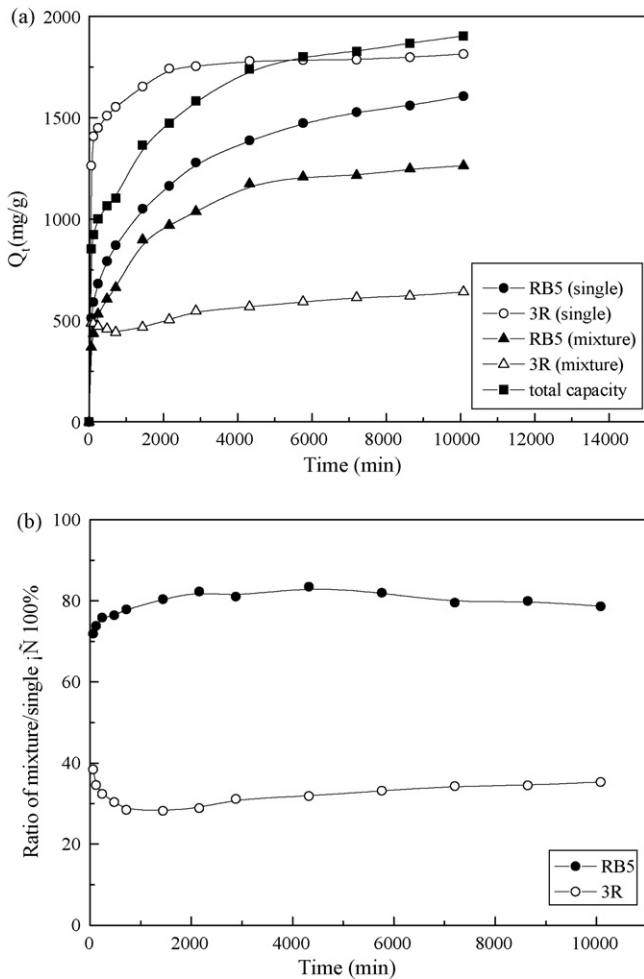 (a)
2000
1750
1500
1000
500
0
Qt(mg/g)
RB5 (single)
3R (single)
RB5 (mixture)
3R (mixture)
total capacity
0 2000 4000 6000 8000 10000 12000 14000
Time (min)
(b)
100
80
60
40
20
0
Ratio of mixture/single ¡Ñ 100%
RB5
3R
0 2000 4000 6000 8000 10000
Time (min)